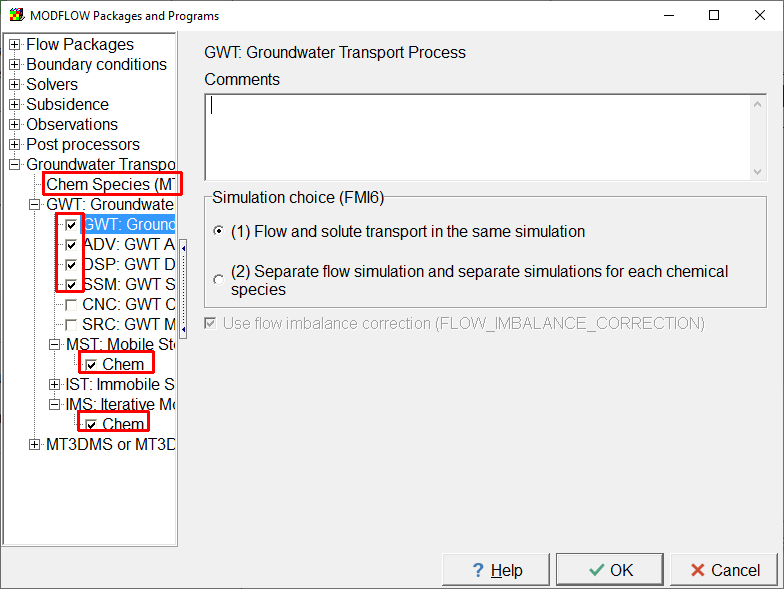 MODFLOW Packages and Programs
Flow Packages
Boundary conditions
Solvers
Subsidence
Observations
Post processors
Groundwater Transpo
Chem Species (MT
GWT: Groundwate
GWT: Ground
ADV: GWT A
DSP: GWT D
SSM: GWT S
CNC: GWT C
SRC: GWT M
MST: Mobile Sto
Chem
IST: Immobile S
IMS: Iterative Mo
Chem
MT3DMS or MT3D
GWT: Groundwater Transport Process
Comments
Simulation choice (FMI6)
(1) Flow and solute transport in the same simulation
(2) Separate flow simulation and separate simulations for each chemical
species
Use flow imbalance correction (FLOW_IMBALANCE_CORRECTION)
? Help
OK
Cancel